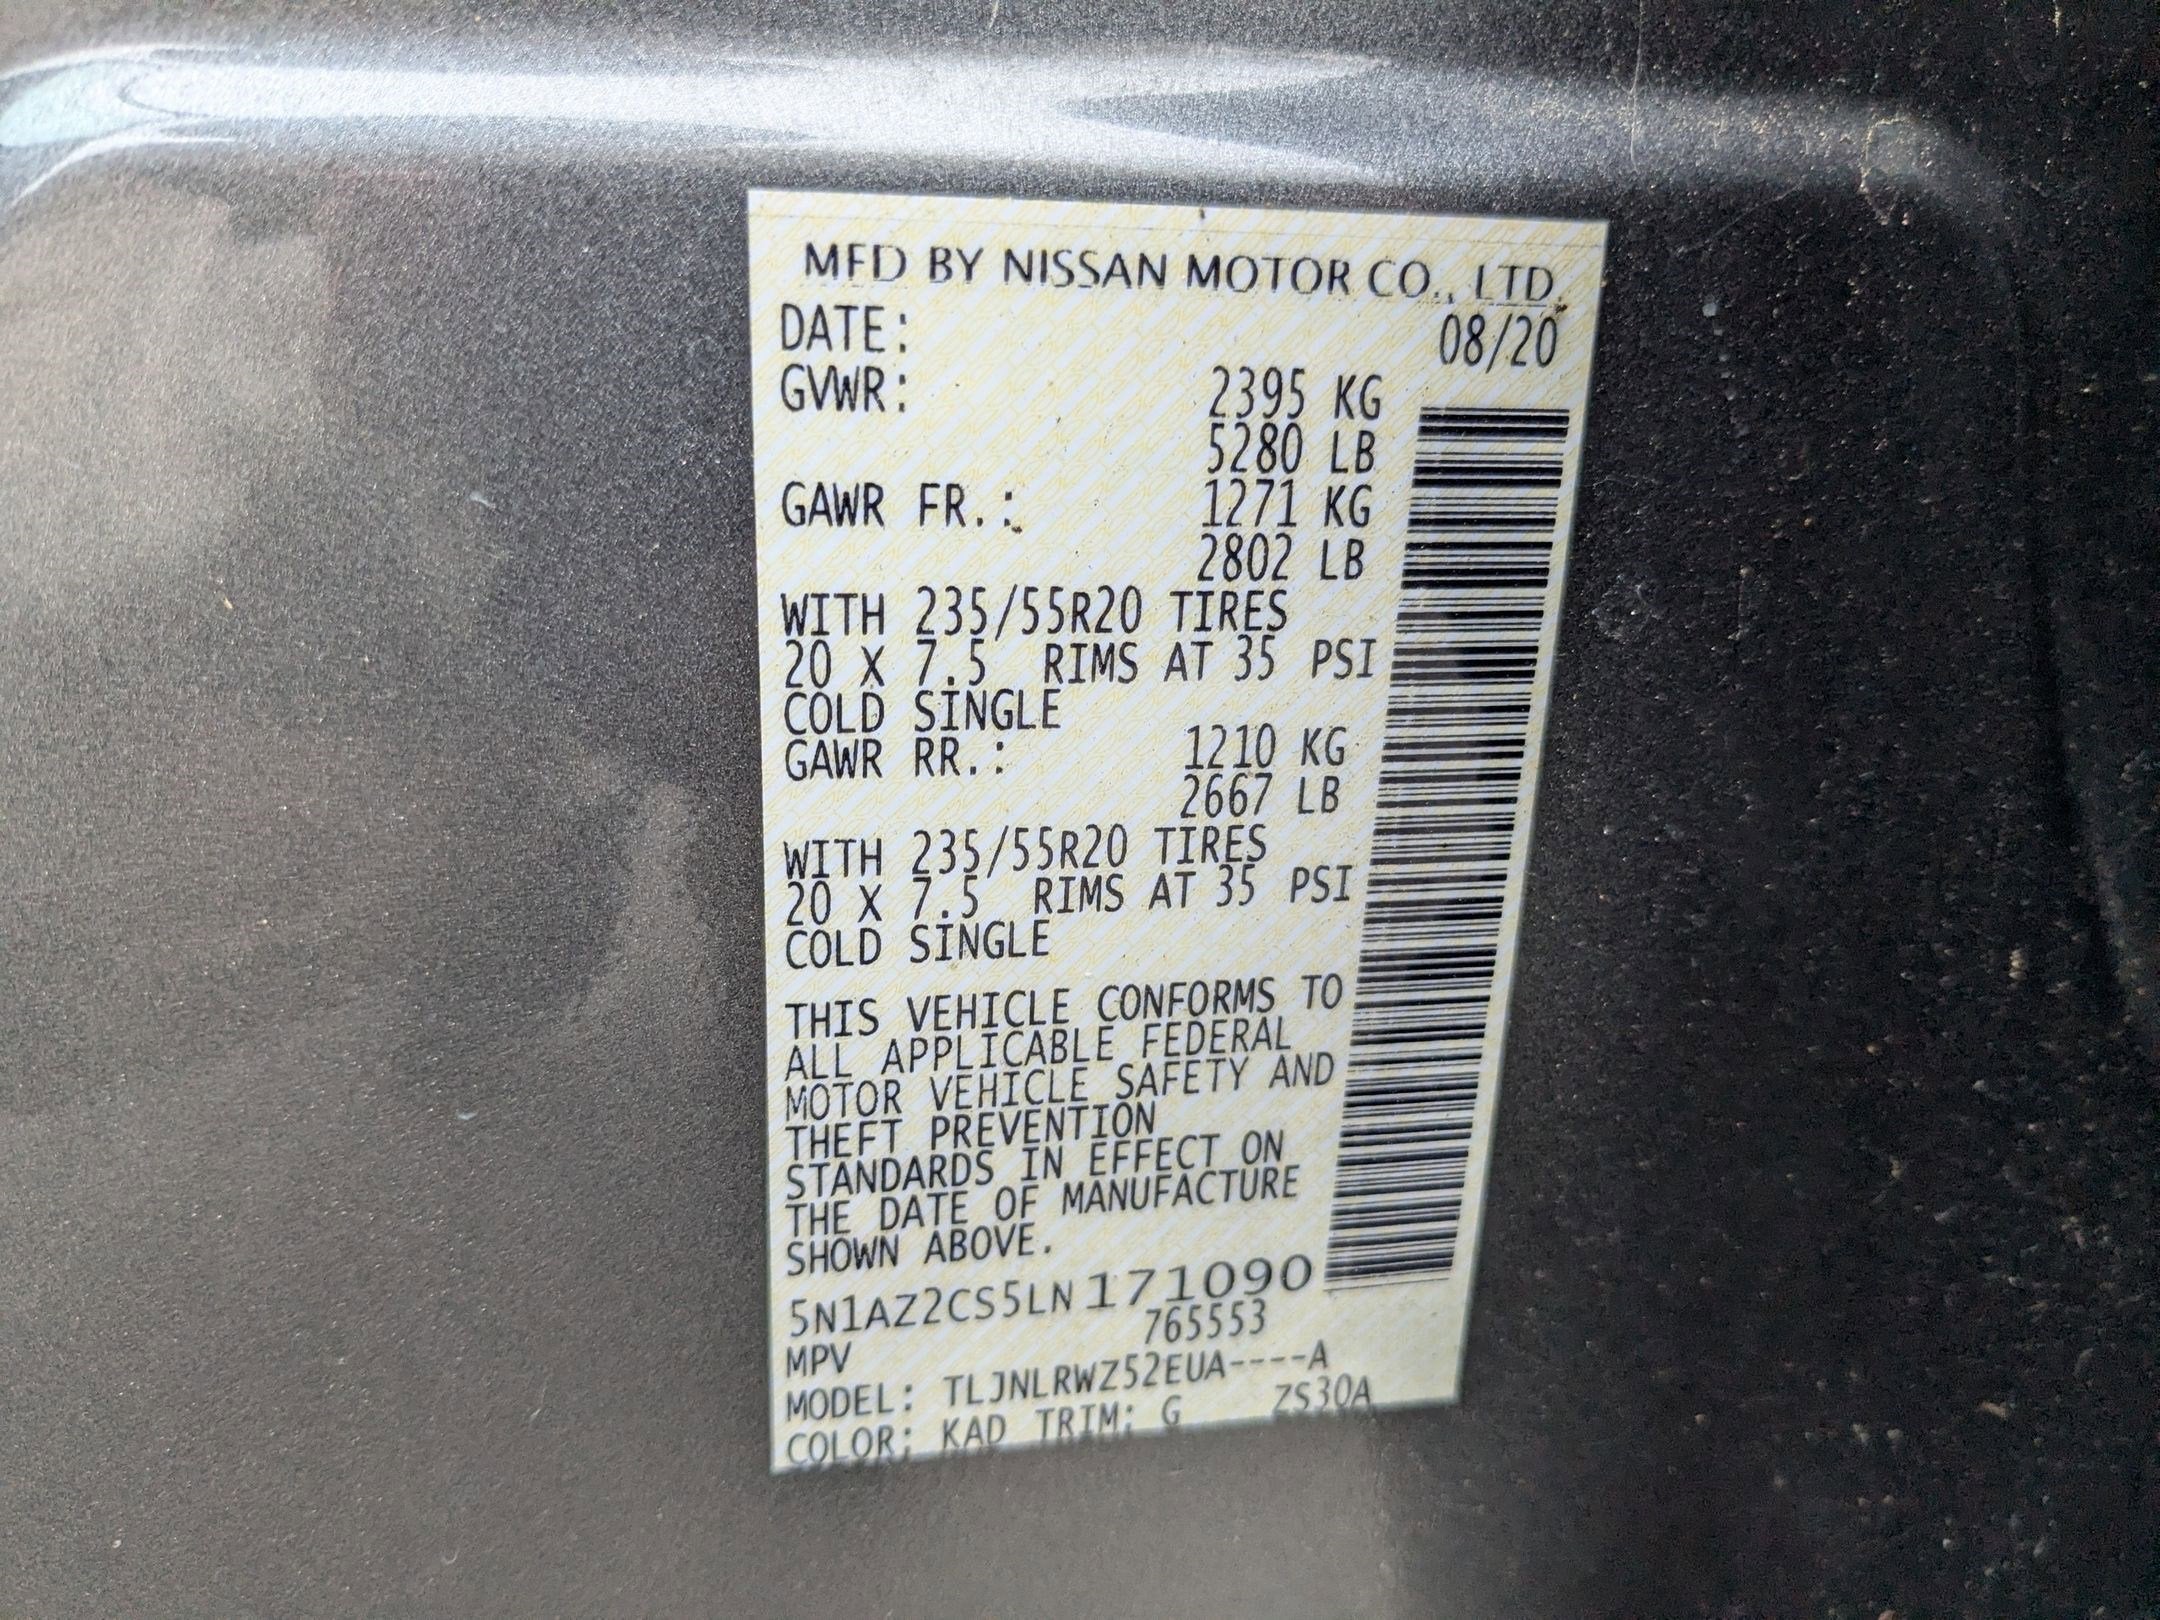 MFD BY NISSAN MOTOR CO., LTD.
DATE: 08/20
GVWR: 2395 KG
5280 LB
GAWR FR.: 1271 KG
2802 LB
WITH 235/55R20 TIRES
20 X 7.5 RIMS AT 35 PSI
COLD SINGLE
GAWR RR.: 1210 KG
2667 LB
WITH 235/55R20 TIRES
20 X 7.5 RIMS AT 35 PSI
COLD SINGLE
THIS VEHICLE CONFORMS TO
ALL APPLICABLE FEDERAL
MOTOR VEHICLE SAFETY AND
THEFT PREVENTION
STANDARDS IN EFFECT ON
THE DATE OF MANUFACTURE
SHOWN ABOVE.
5N1AZ2CS5LN171090
765553
MPV
MODEL: TLJNLRWZ52EUA----A
COLOR: KAD TRIM: G ZS30A